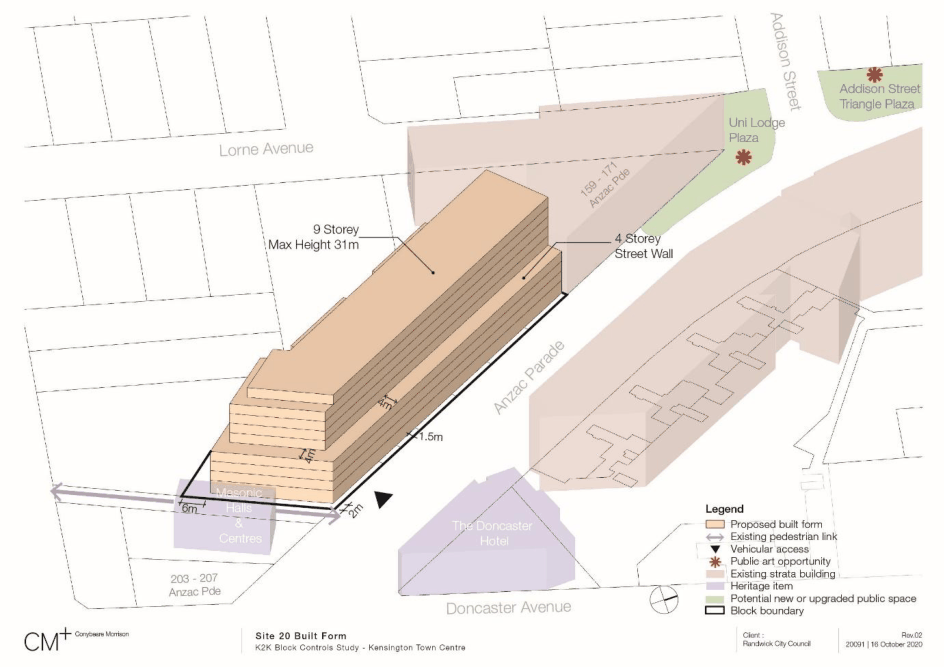 Addison Street
Addison Street
Triangle Plaza
Uni Lodge
Plaza
Lorne Avenue
159 - 171
Anzac Pde
9 Storey
Max Height 31m
4 Storey
Street Wall
Anzac Parade
4m
1.5m
4m
6m
2m
Masonic
Halls
&
Centres
The Doncaster
Hotel
203 - 207
Anzac Pde
Doncaster Avenue
Legend
Proposed built form
Existing pedestrian link
Vehicular access
Public art opportunity
Existing strata building
Heritage item
Potential new or upgraded public space
Block boundary
CM+ Conybeare Morrison
Site 20 Built Form
K2K Block Controls Study - Kensington Town Centre
Client :
Randwick City Council
Rev.02
20091 | 16 October 2020